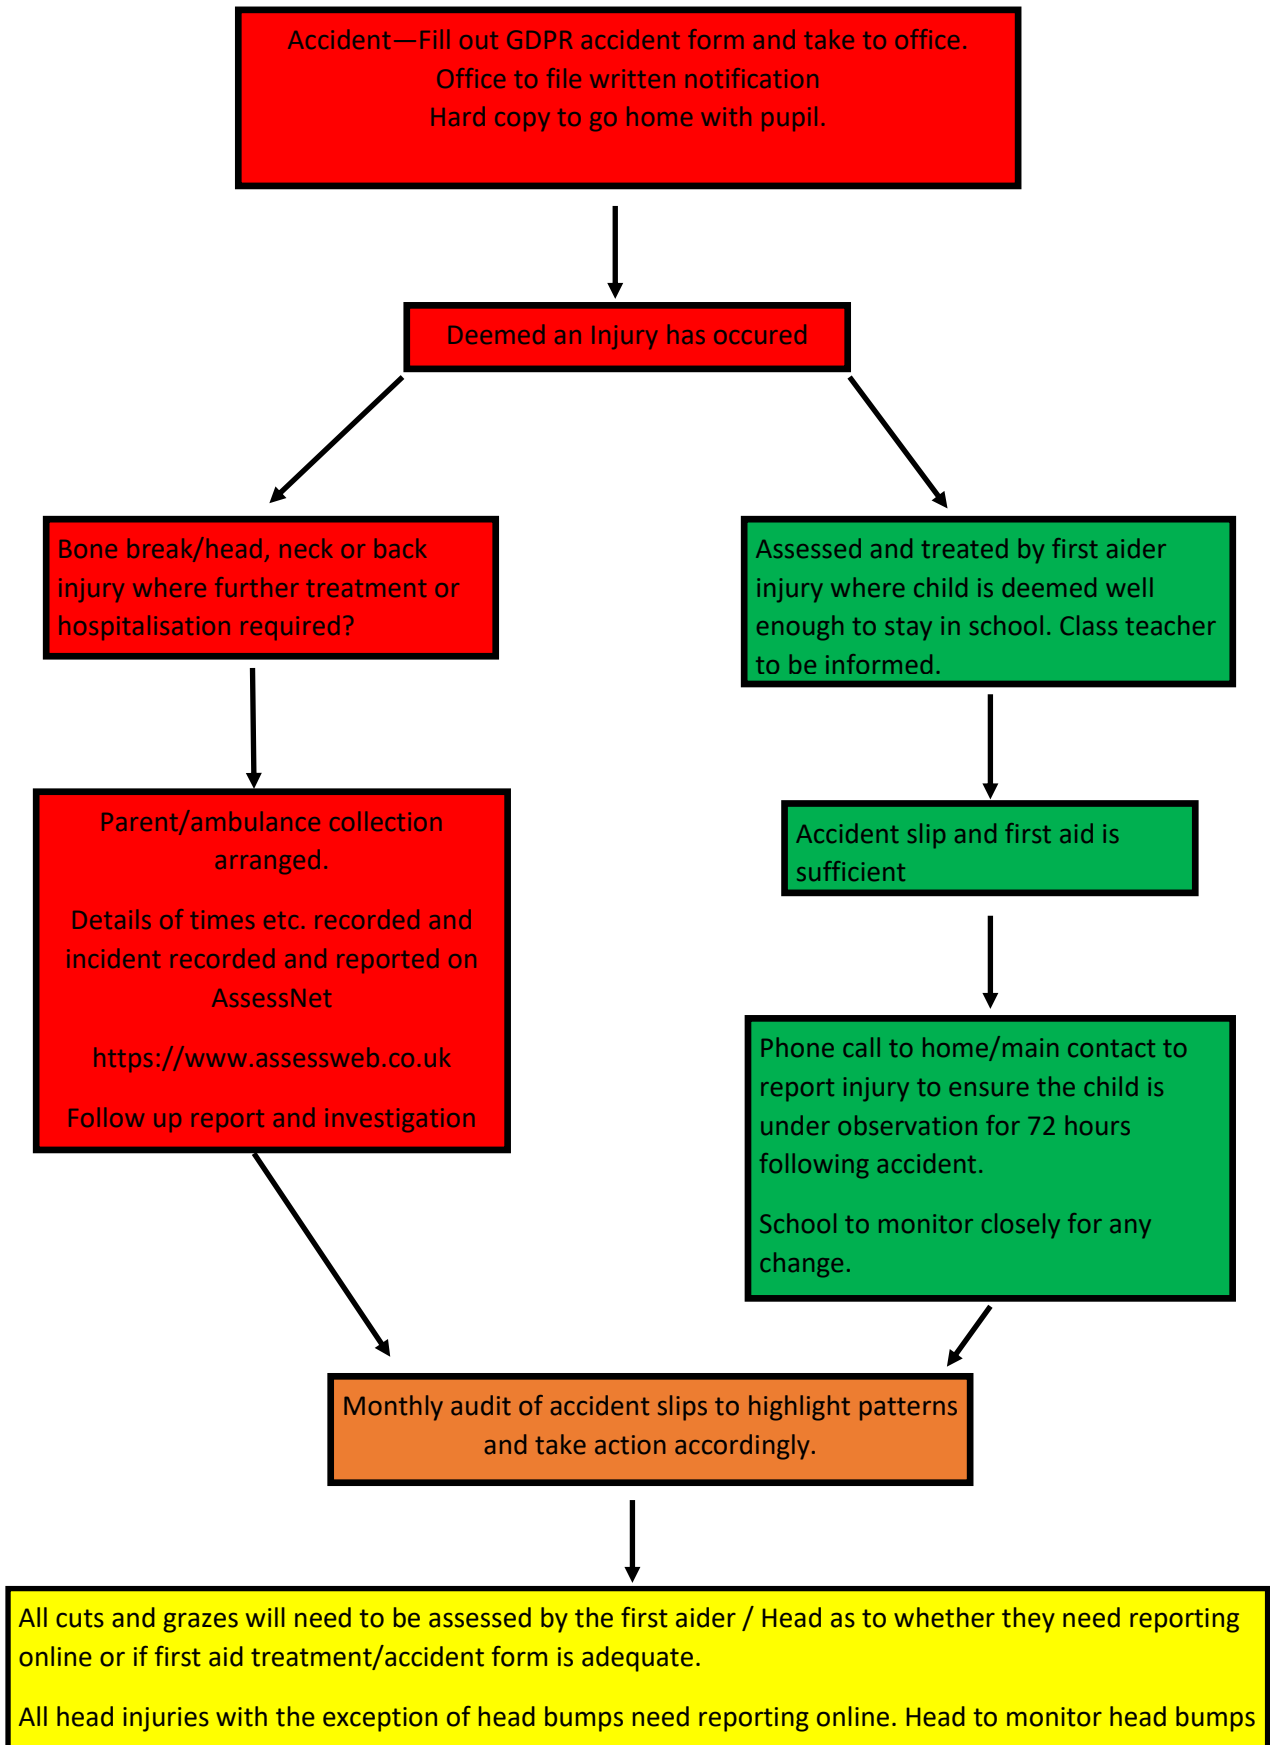 Accident—Fill out GDPR accident form and take to office.
Office to file written notification
Hard copy to go home with pupil.
Deemed an Injury has occured
Bone break/head, neck or back
injury where further treatment or
hospitalisation required?
Assessed and treated by first aider
injury where child is deemed well
enough to stay in school. Class teacher
to be informed.
Parent/ambulance collection
arranged.
Details of times etc. recorded and
incident recorded and reported on
AssessNet
https://www.assessweb.co.uk
Follow up report and investigation
Accident slip and first aid is
sufficient
Phone call to home/main contact to
report injury to ensure the child is
under observation for 72 hours
following accident.
School to monitor closely for any
change.
Monthly audit of accident slips to highlight patterns
and take action accordingly.
All cuts and grazes will need to be assessed by the first aider / Head as to whether they need reporting
online or if first aid treatment/accident form is adequate.
All head injuries with the exception of head bumps need reporting online. Head to monitor head bumps